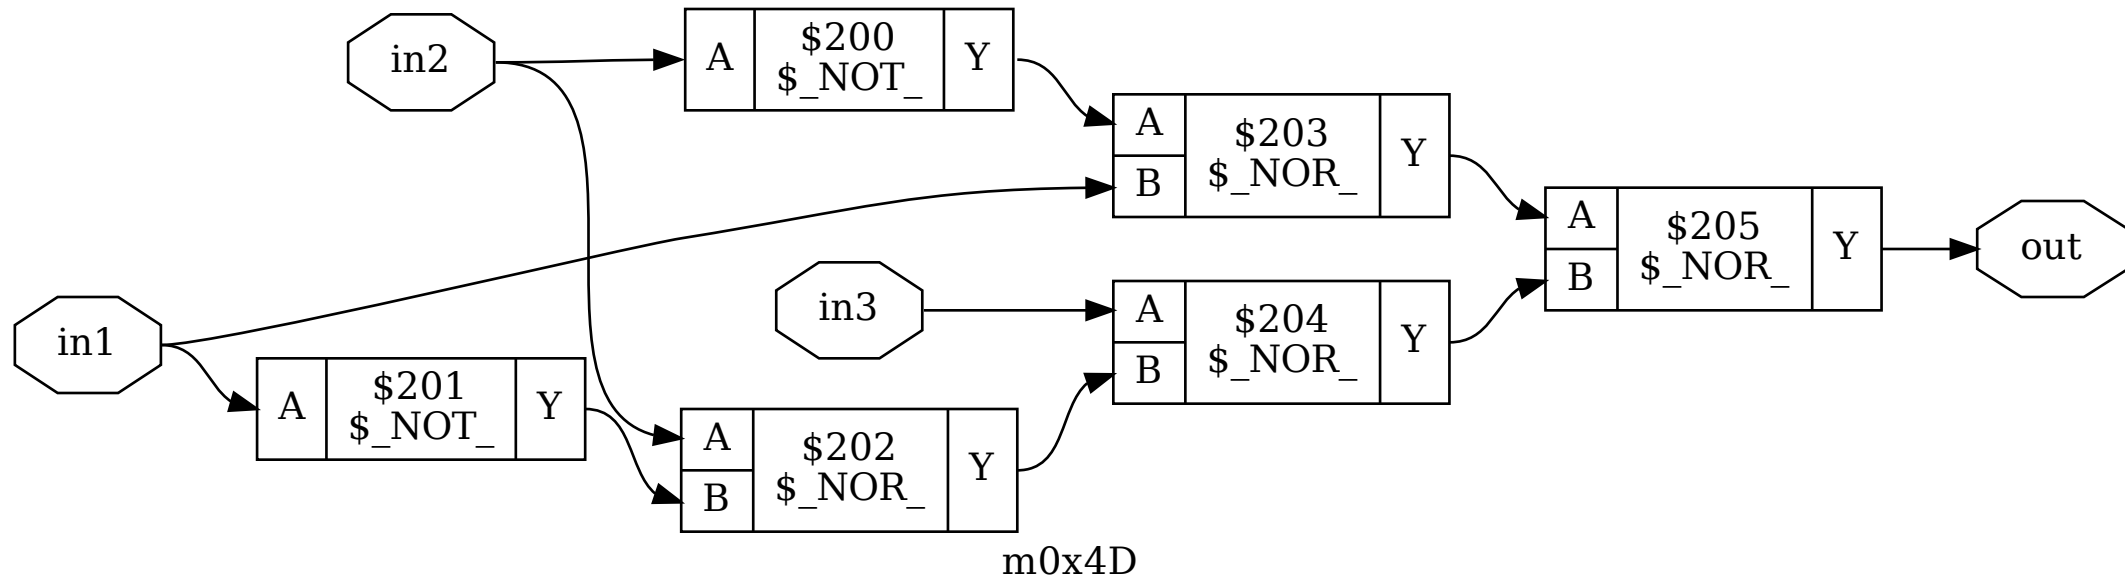 in2
A
$200
$_NOT_
Y
A
B
$203
$_NOR_
Y
in1
A
$201
$_NOT_
Y
in3
A
B
$204
$_NOR_
Y
A
B
$202
$_NOR_
Y
A
B
$205
$_NOR_
Y
out
m0x4D